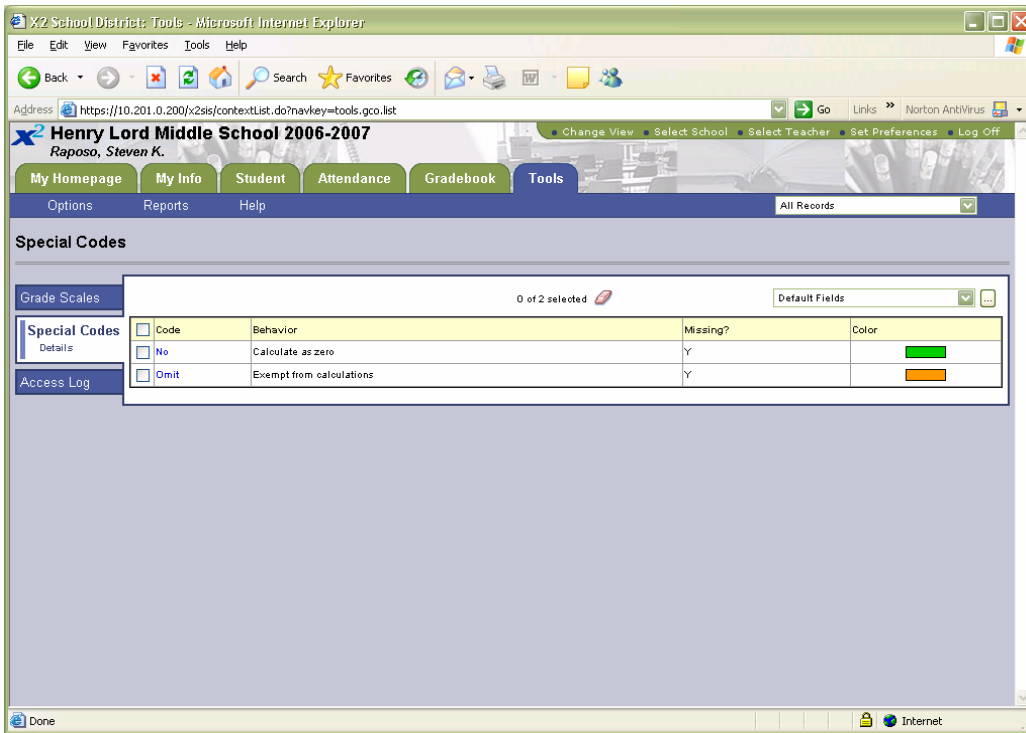 X2 School District: Tools - Microsoft Internet Explorer
File Edit View Favorites Tools Help
Back Search Favorites
Address https://10.201.0.200/x2sis/contextList.do?navkey=tools.gco.list Go Links » Norton AntiVirus
x2 Henry Lord Middle School 2006-2007
Change View Select School Select Teacher Set Preferences Log Off
Raposo, Steven K.
My Homepage My Info Student Attendance Gradebook Tools
Options Reports Help All Records
Special Codes
Grade Scales
0 of 2 selected Default Fields ...
Special Codes
Details
Access Log
Code Behavior Missing? Color
No Calculate as zero Y
Omit Exempt from calculations Y
Done Internet